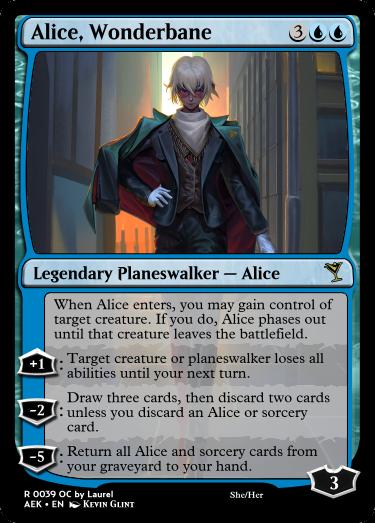 Alice, Wonderbane 3
Legendary Planeswalker — Alice
When Alice enters, you may gain control of
target creature. If you do, Alice phases out
until that creature leaves the battlefield.
+1: Target creature or planeswalker loses all
abilities until your next turn.
-2: Draw three cards, then discard two cards
unless you discard an Alice or sorcery
card.
-5: Return all Alice and sorcery cards from
your graveyard to your hand.
3
R 0039 OC by Laurel
She/Her
AEK • EN Kevin Glint